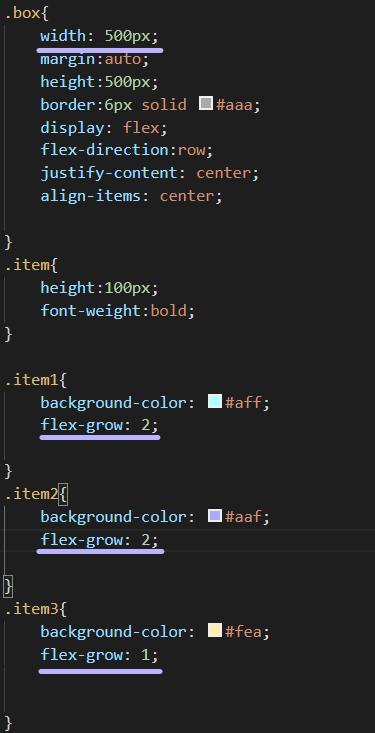 .box{
width: 500px;
margin:auto;
height:500px;
border:6px solid #aaa;
display: flex;
flex-direction:row;
justify-content: center;
align-items: center;
}
.item{
height:100px;
font-weight:bold;
}
.item1{
background-color: #aff;
flex-grow: 2;
}
.item2{
background-color: #aaf;
flex-grow: 2;
}
.item3{
background-color: #fea;
flex-grow: 1;
}